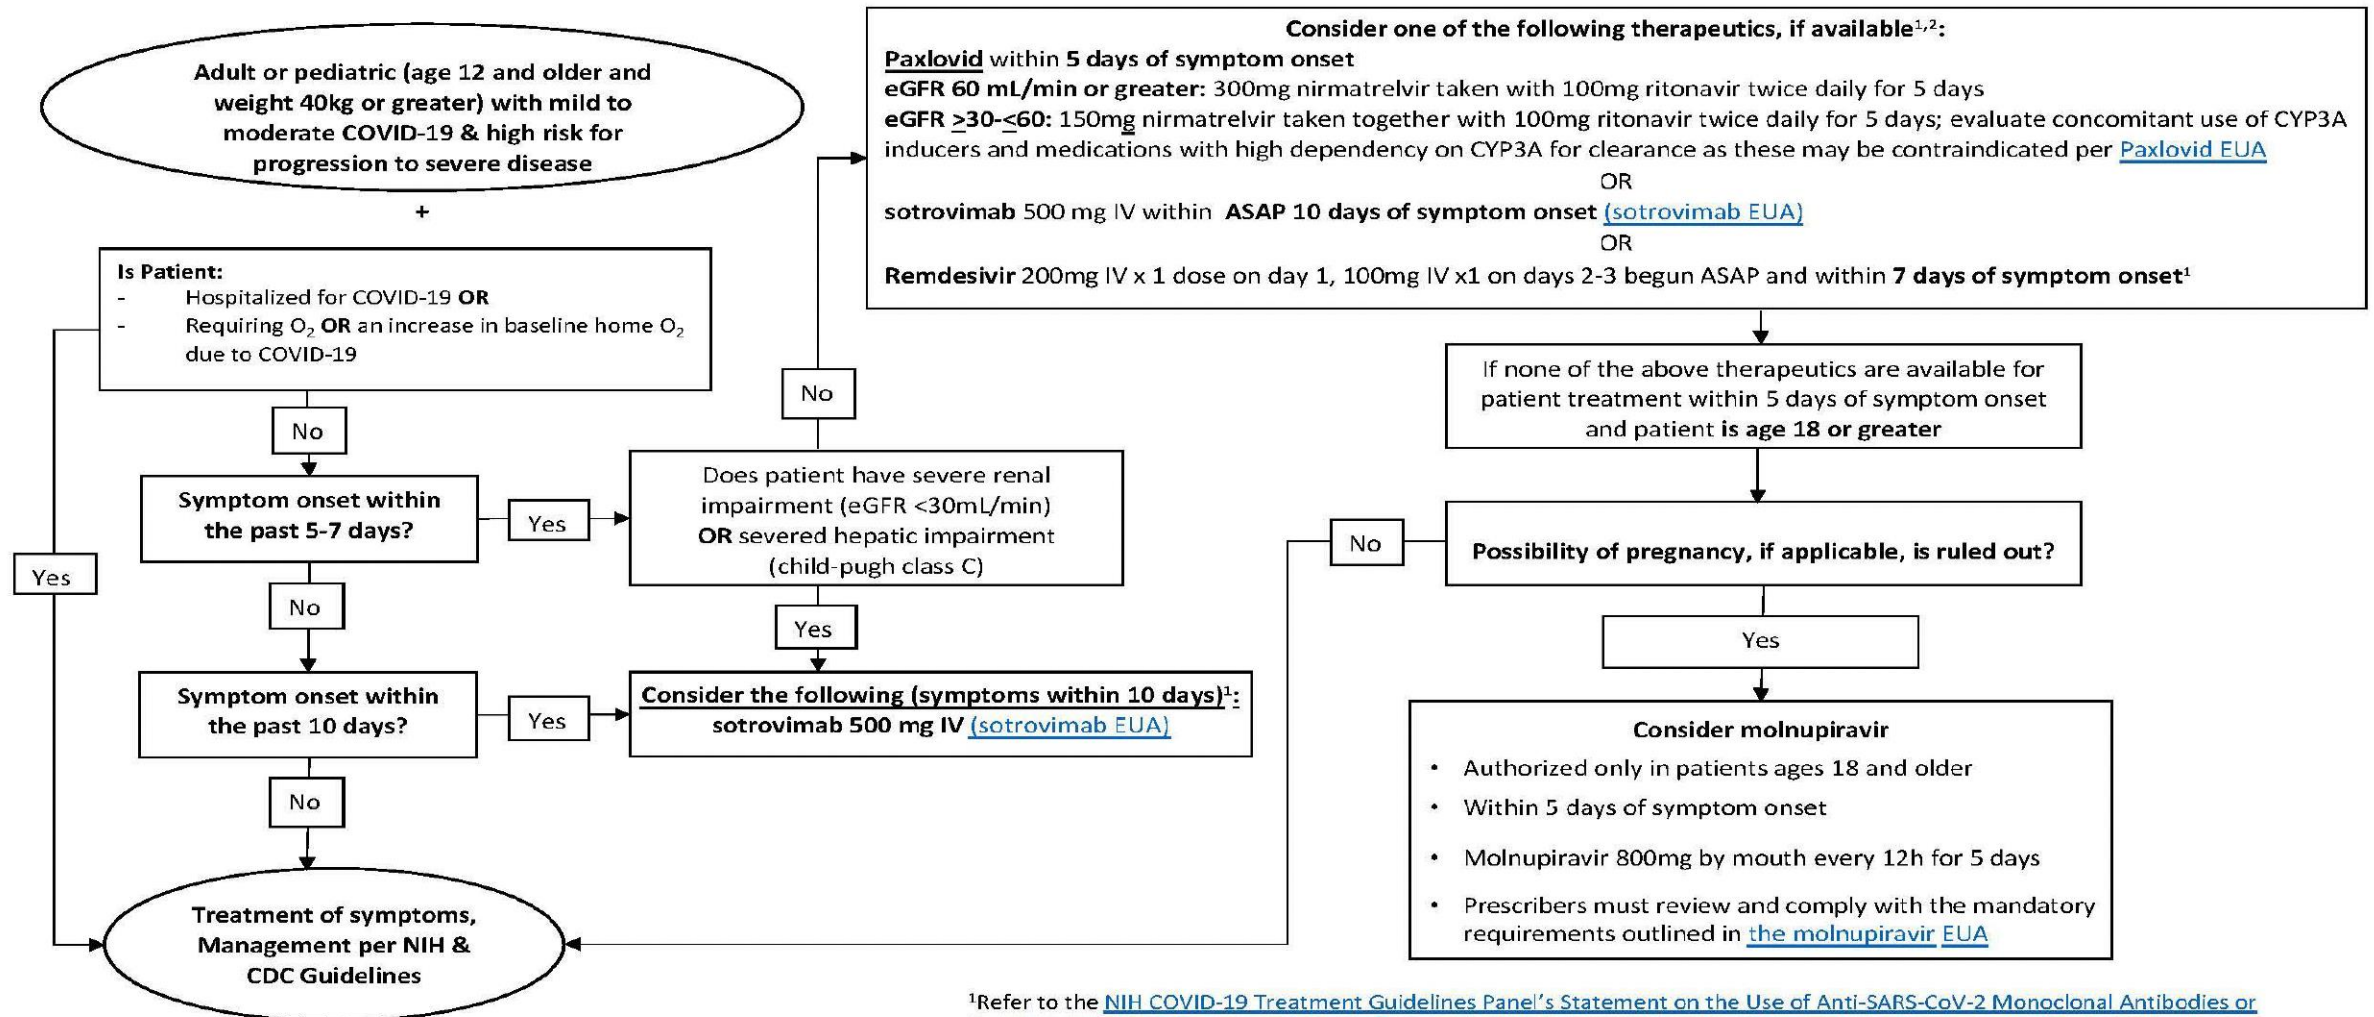 Adult or pediatric (age 12 and older and
weight 40kg or greater) with mild to
moderate COVID-19 & high risk for
progression to severe disease
+
Is Patient:
- Hospitalized for COVID-19 OR
- Requiring O₂ OR an increase in baseline home O₂
due to COVID-19
Yes
No
Symptom onset within
the past 5-7 days?
Yes
No
Symptom onset within
the past 10 days?
Yes
No
Treatment of symptoms,
Management per NIH &
CDC Guidelines
Does patient have severe renal
impairment (eGFR <30mL/min)
OR severed hepatic impairment
(child-pugh class C)
No
Yes
Consider the following (symptoms within 10 days)¹:
sotrovimab 500 mg IV (sotrovimab EUA)
Consider one of the following therapeutics, if available¹,²:
Paxlovid within 5 days of symptom onset
eGFR 60 mL/min or greater: 300mg nirmatrelvir taken with 100mg ritonavir twice daily for 5 days
eGFR >30-<60: 150mg nirmatrelvir taken together with 100mg ritonavir twice daily for 5 days; evaluate concomitant use of CYP3A
inducers and medications with high dependency on CYP3A for clearance as these may be contraindicated per Paxlovid EUA
OR
sotrovimab 500 mg IV within ASAP 10 days of symptom onset (sotrovimab EUA)
OR
Remdesivir 200mg IV x 1 dose on day 1, 100mg IV x1 on days 2-3 begun ASAP and within 7 days of symptom onset¹
If none of the above therapeutics are available for
patient treatment within 5 days of symptom onset
and patient is age 18 or greater
Possibility of pregnancy, if applicable, is ruled out?
No
Yes
Consider molnupiravir
• Authorized only in patients ages 18 and older
• Within 5 days of symptom onset
• Molnupiravir 800mg by mouth every 12h for 5 days
• Prescribers must review and comply with the mandatory
requirements outlined in the molnupiravir EUA
¹Refer to the NIH COVID-19 Treatment Guidelines Panel's Statement on the Use of Anti-SARS-CoV-2 Monoclonal Antibodies or